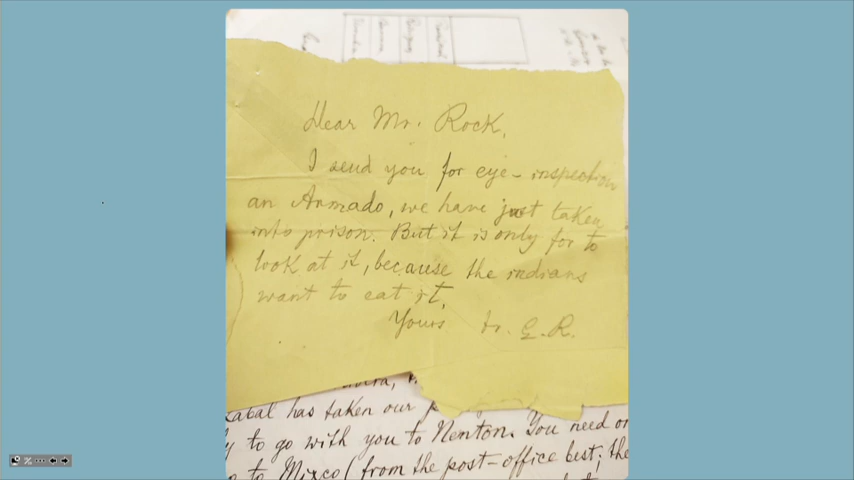 Dear Mr. Rock,
I send you for eye-inspection
an Armado, we have just taken
into prison. But it is only for to
look at it, because the indians
want to eat it.
Yours
G. R.
has taken our
to go with you to Nenton. You need
to Mixco (from the post-office best; the